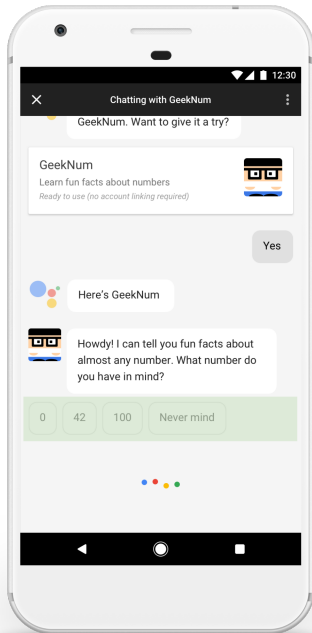 12:30
Chatting with GeekNum
GeekNum. Want to give it a try?
GeekNum
Learn fun facts about numbers
Ready to use (no account linking required)
Yes
Here's GeekNum
Howdy! I can tell you fun facts about
almost any number. What number do
you have in mind?
0 42 100 Never mind